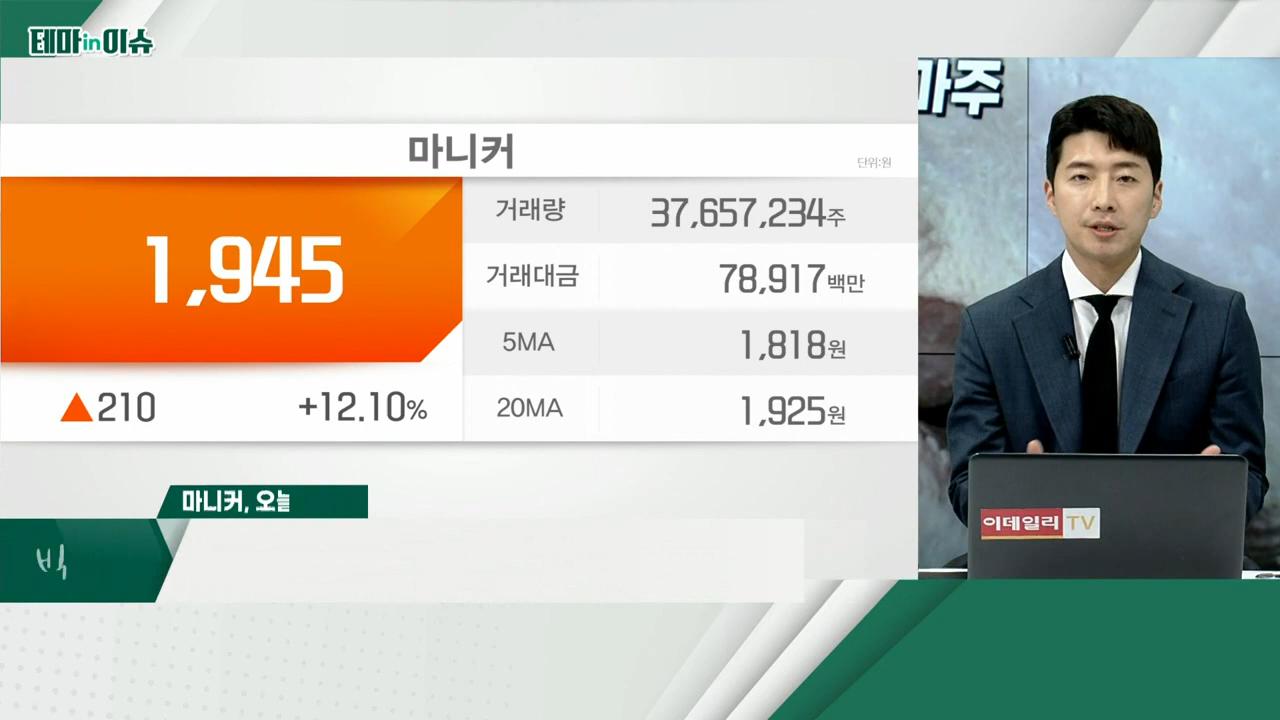 테마in이슈
마주
마니커
단위:원
1,945
▲210 +12.10%
거래량 37,657,234주
거래대금 78,917백만
5MA 1,818원
20MA 1,925원
마니커, 오늘
빅
이데일리TV